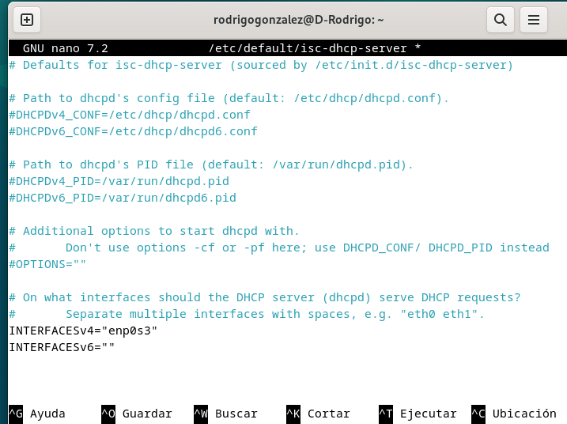 rodrigogonzalez@D-Rodrigo: ~
GNU nano 7.2 /etc/default/isc-dhcp-server *
# Defaults for isc-dhcp-server (sourced by /etc/init.d/isc-dhcp-server)
# Path to dhcpd's config file (default: /etc/dhcp/dhcpd.conf).
#DHCPDv4_CONF=/etc/dhcp/dhcpd.conf
#DHCPDv6_CONF=/etc/dhcp/dhcpd6.conf
# Path to dhcpd's PID file (default: /var/run/dhcpd.pid).
#DHCPDv4_PID=/var/run/dhcpd.pid
#DHCPDv6_PID=/var/run/dhcpd6.pid
# Additional options to start dhcpd with.
#       Don't use options -cf or -pf here; use DHCPD_CONF/ DHCPD_PID instead
#OPTIONS=""
# On what interfaces should the DHCP server (dhcpd) serve DHCP requests?
#       Separate multiple interfaces with spaces, e.g. "eth0 eth1".
INTERFACESv4="enp0s3"
INTERFACESv6=""
^G Ayuda ^O Guardar ^W Buscar ^K Cortar ^T Ejecutar ^C Ubicación